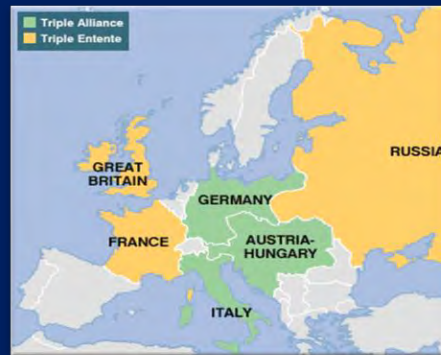 Triple Alliance
Triple Entente
RUSSIA
GREAT
BRITAIN
GERMANY
FRANCE
AUSTRIA-
HUNGARY
ITALY